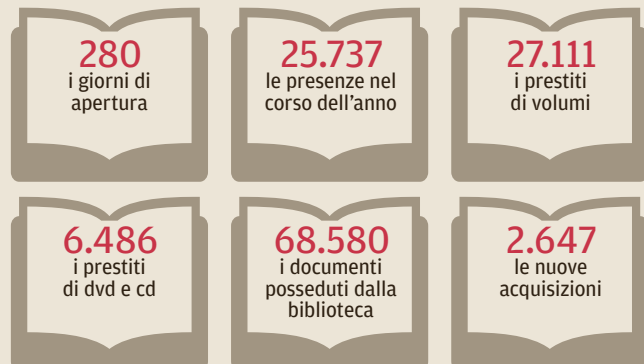 280
i giorni di
apertura
25.737
le presenze nel
corso dell'anno
27.111
i prestiti
di volumi
6.486
i prestiti
di dvd e cd
68.580
i documenti
posseduti dalla
biblioteca
2.647
le nuove
acquisizioni